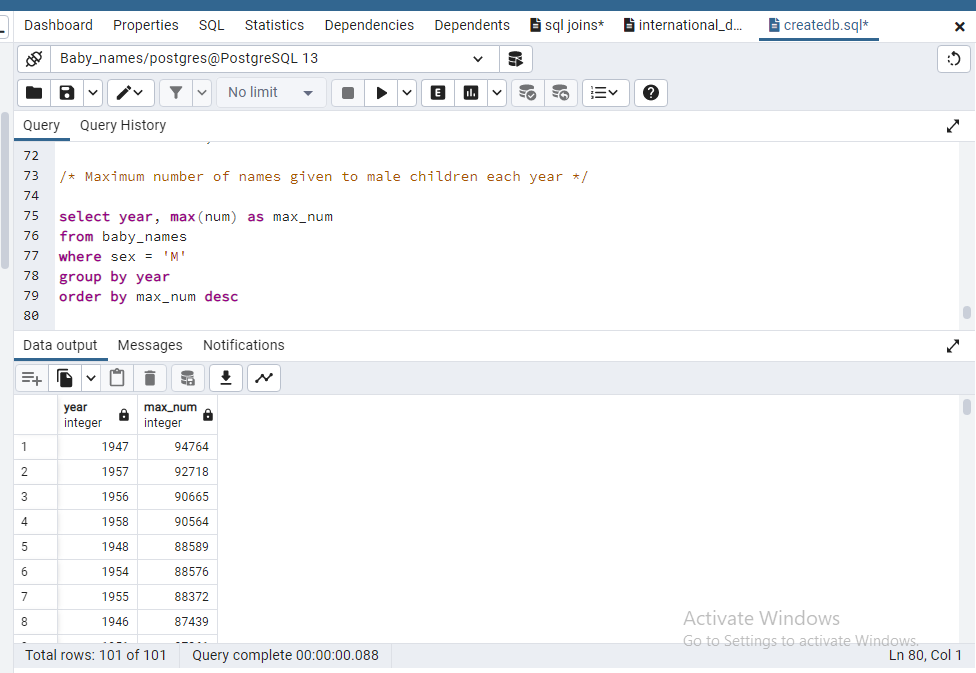 Dashboard Properties SQL Statistics Dependencies Dependents sql joins* international_d... createdb.sql*
Baby_names/postgres@PostgreSQL 13
No limit E
Query Query History
72
73 /* Maximum number of names given to male children each year */
74
75 select year, max(num) as max_num
76 from baby_names
77 where sex = 'M'
78 group by year
79 order by max_num desc
80
Data output Messages Notifications
year max_num
integer integer
1 1947 94764
2 1957 92718
3 1956 90665
4 1958 90564
5 1948 88589
6 1954 88576
7 1955 88372
8 1946 87439
Activate Windows
Go to Settings to activate Windows.
Total rows: 101 of 101 Query complete 00:00:00.088 Ln 80, Col 1